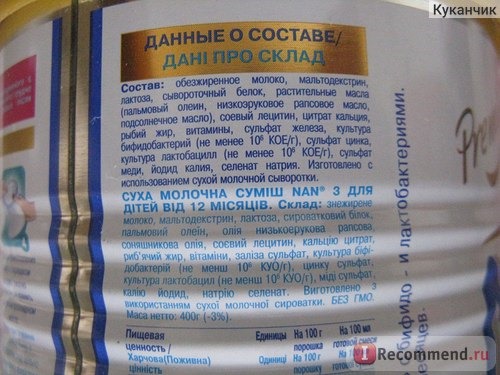 Куканчик
ДАННЫЕ О СОСТАВЕ/
ДАНІ ПРО СКЛАД
Состав: обезжиренное молоко, мальтодекстрин,
лактоза, сывороточный белок, растительные масла
(пальмовый олеин, низкоэруковое рапсовое масло,
подсолнечное масло), соевый лецитин, цитрат кальция,
рыбий жир, витамины, сульфат железа, культура
бифидобактерий (не менее 10⁶ КОЕ/г), сульфат цинка,
культура лактобацилл (не менее 10⁶ КОЕ/г), сульфат
меди, йодид калия, селенат натрия. Изготовлено с
использованием сухой молочной сыворотки.
СУХА МОЛОЧНА СУМІШ NAN® 3 ДЛЯ
ДІТЕЙ ВІД 12 МІСЯЦІВ. Склад: знежирене
молоко, мальтодекстрин, лактоза, сироватковий білок,
пальмовий олеїн, олія низькоерукова рапсова,
соняшникова олія, соєвий лецитин, кальцію цитрат,
риб'ячий жир, вітаміни, заліза сульфат, культура біфі-
добактерій (не менш 10⁶ КУО/г), цинку сульфат,
культура лактобацил (не менш 10⁶ КУО/г), міді сульфат,
калію йодид, натрію селенат. Виготовлено з
використанням сухої молочної сироватки. БЕЗ ГМО.
Маса нетто: 400г (-3%).
Пищевая Единицы На 100 г На 100 мл
ценность / порошка готовой смеси
Харчова(Поживна) Одиниці На 100 г На 100 мл
цінність порошку
Pre
и лактобактериями.
бифидо-
iRecommend.ru